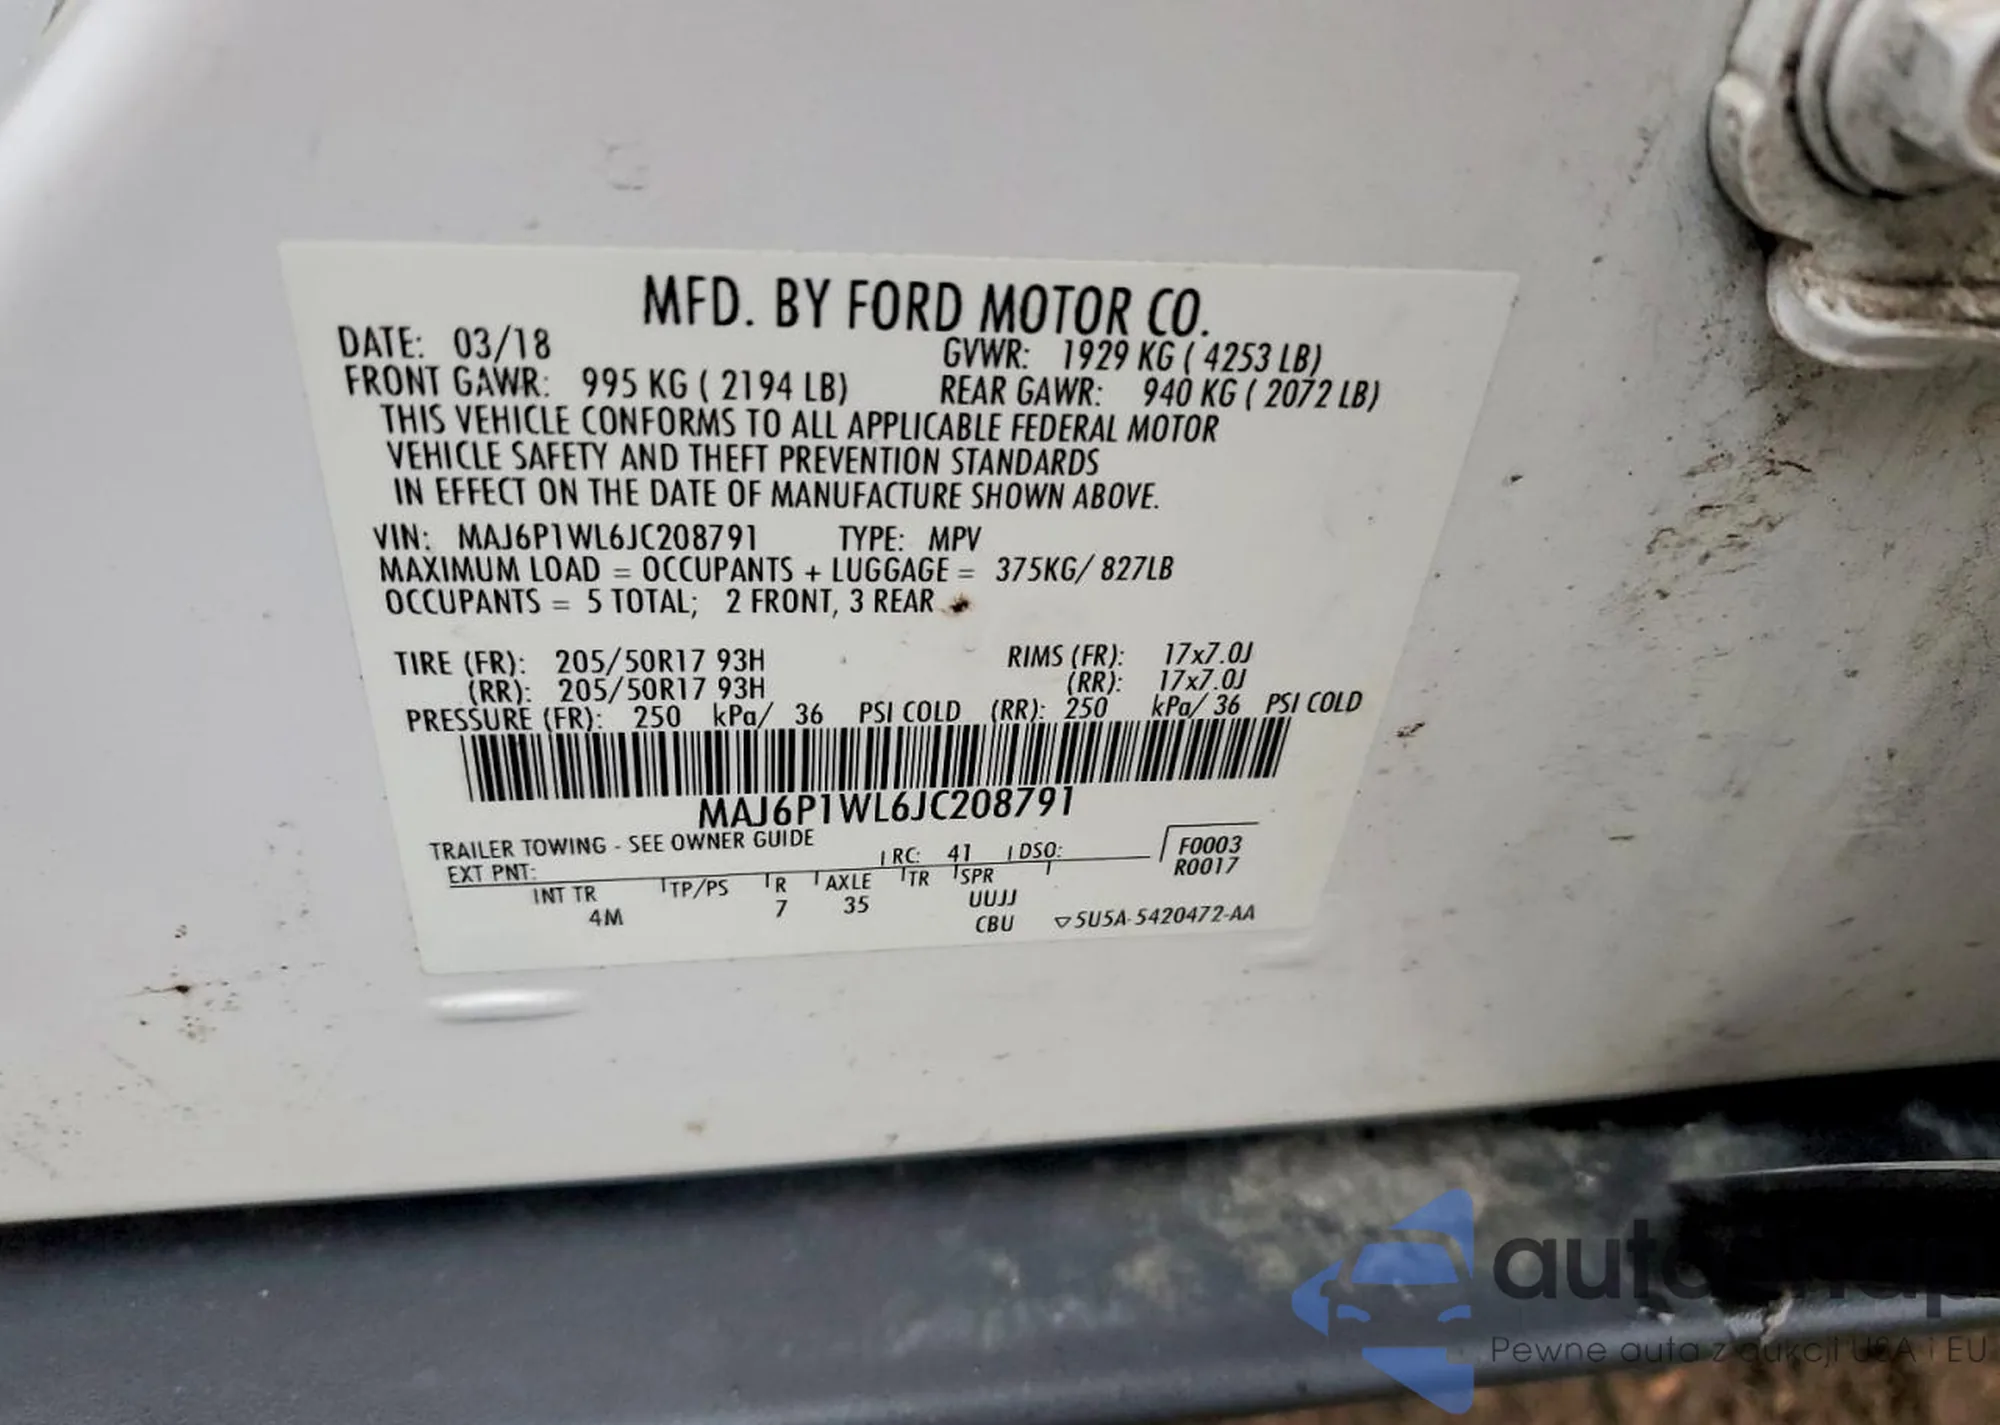 MFD. BY FORD MOTOR CO.
DATE: 03/18 GVWR: 1929 KG ( 4253 LB)
FRONT GAWR: 995 KG ( 2194 LB) REAR GAWR: 940 KG ( 2072 LB)
THIS VEHICLE CONFORMS TO ALL APPLICABLE FEDERAL MOTOR
VEHICLE SAFETY AND THEFT PREVENTION STANDARDS
IN EFFECT ON THE DATE OF MANUFACTURE SHOWN ABOVE.
VIN: MAJ6P1WL6JC208791 TYPE: MPV
MAXIMUM LOAD = OCCUPANTS + LUGGAGE = 375KG/ 827LB
OCCUPANTS = 5 TOTAL; 2 FRONT, 3 REAR
TIRE (FR): 205/50R17 93H RIMS (FR): 17x7.0J
(RR): 205/50R17 93H (RR): 17x7.0J
PRESSURE (FR): 250 kPa/ 36 PSI COLD (RR): 250 kPa/ 36 PSI COLD
MAJ6P1WL6JC208791
TRAILER TOWING - SEE OWNER GUIDE
EXT PNT: RC: 41 DSO: F0003
R0017
INT TR TP/PS R AXLE TR SPR
4M 7 35 UUJJ
CBU ▽5U5A-5420472-AA
Pewne auta z aukcji USA i EU